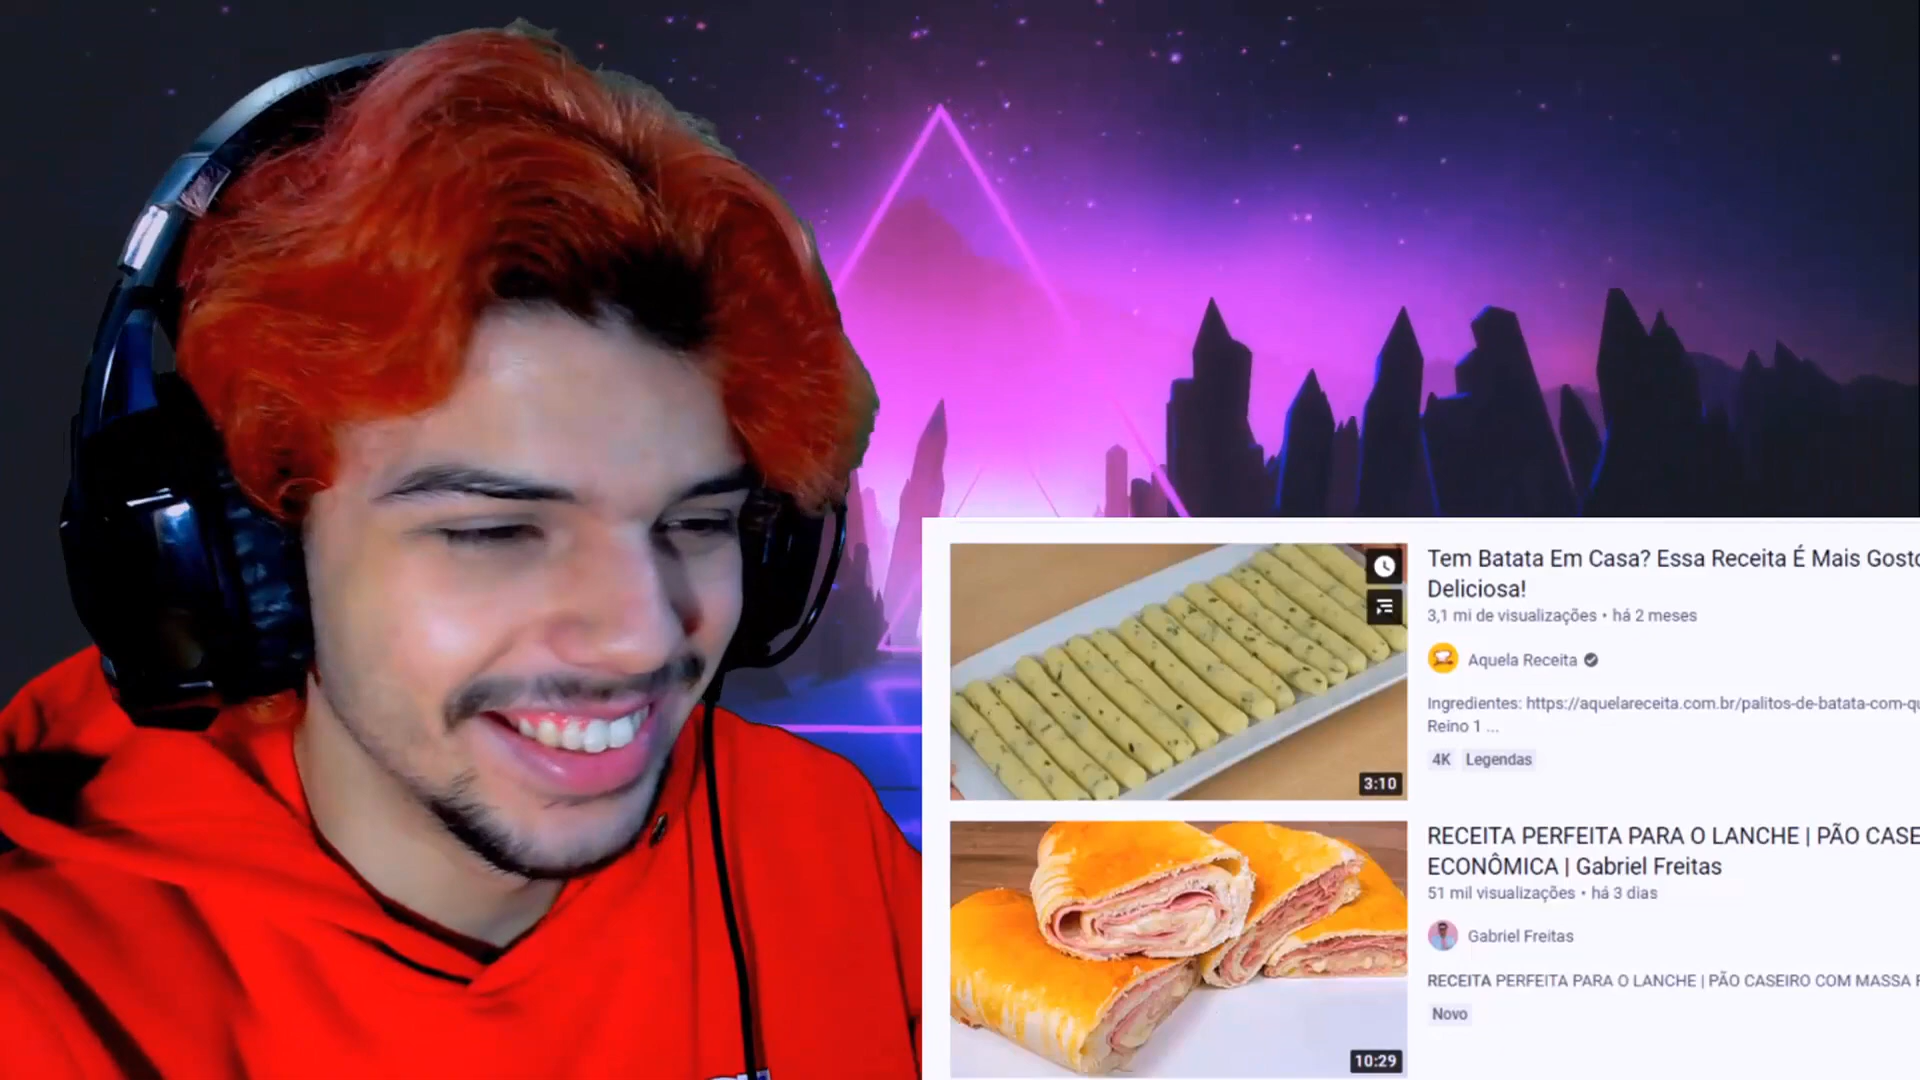 Tem Batata Em Casa? Essa Receita É Mais
Deliciosa!
3,1 mi de visualizações • há 2 meses
Aquela Receita
Ingredientes: https://aquelareceita.com.br/palitos-de-batata-com-
Reino 1 ...
4K Legendas
3:10
RECEITA PERFEITA PARA O LANCHE | PÃO
ECONÔMICA | Gabriel Freitas
51 mil visualizações • há 3 dias
Gabriel Freitas
RECEITA PERFEITA PARA O LANCHE | PÃO CASEIRO COM MASSA
Novo
10:29